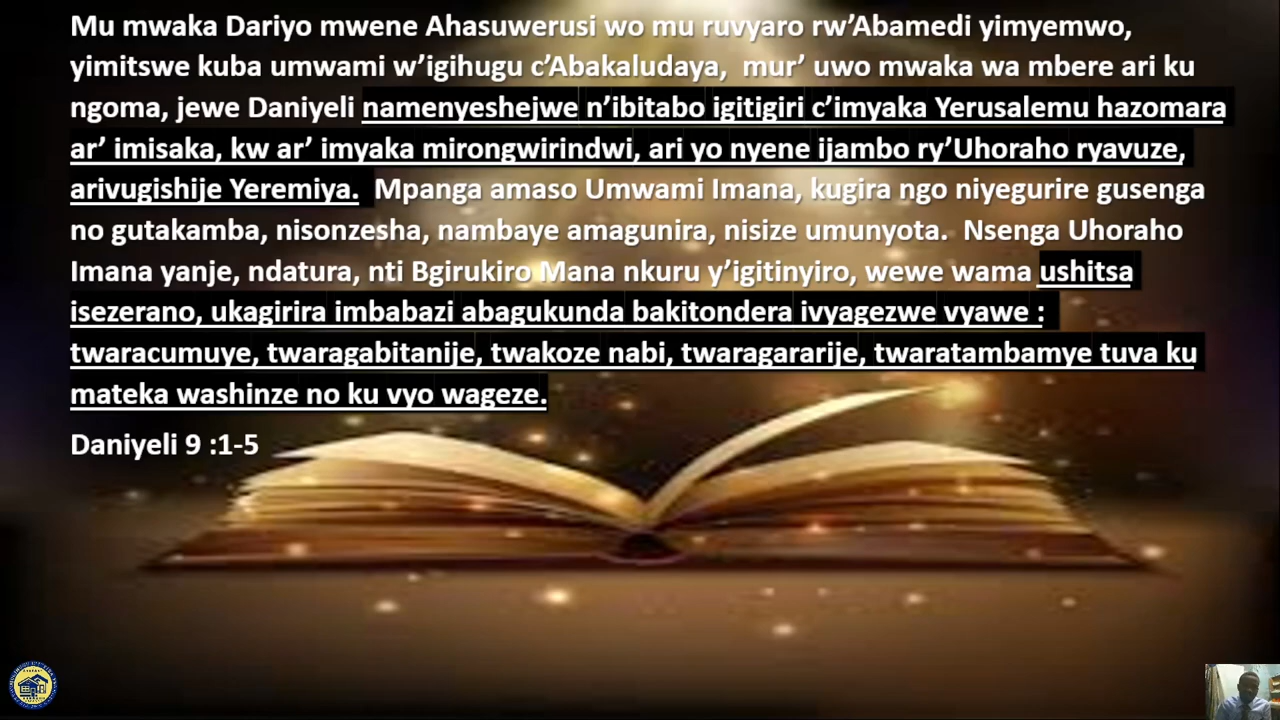 Mu mwaka Dariyo mwene Ahasuwerusi wo mu ruvyaro rw’Abamedi yimyemwo,
yimitswe kuba umwami w’igihugu c’Abakaludaya, mur’ uwo mwaka wa mbere ari ku
ngoma, jewe Daniyeli namenyeshejwe n’ibitabo igitigiri c’imyaka Yerusalemu hazomara
ar’ imisaka, kw ar’ imyaka mirongwirindwi, ari yo nyene ijambo ry’Uhoraho ryavuze,
arivugishije Yeremiya. Mpanga amaso Umwami Imana, kugira ngo niyegurire gusenga
no gutakamba, nisonzesha, nambaye amagunira, nisize umunyota. Nsenga Uhoraho
Imana yanje, ndatura, nti Bgirukiro Mana nkuru y’igitinyiro, wewe wama ushitsa
isezerano, ukagirira imbabazi abagukunda bakitondera ivyagezwe vyawe :
twaracumuye, twaragabitanije, twakoze nabi, twaragararije, twaratambamye tuva ku
mateka washinze no ku vyo wageze.
Daniyeli 9 :1-5